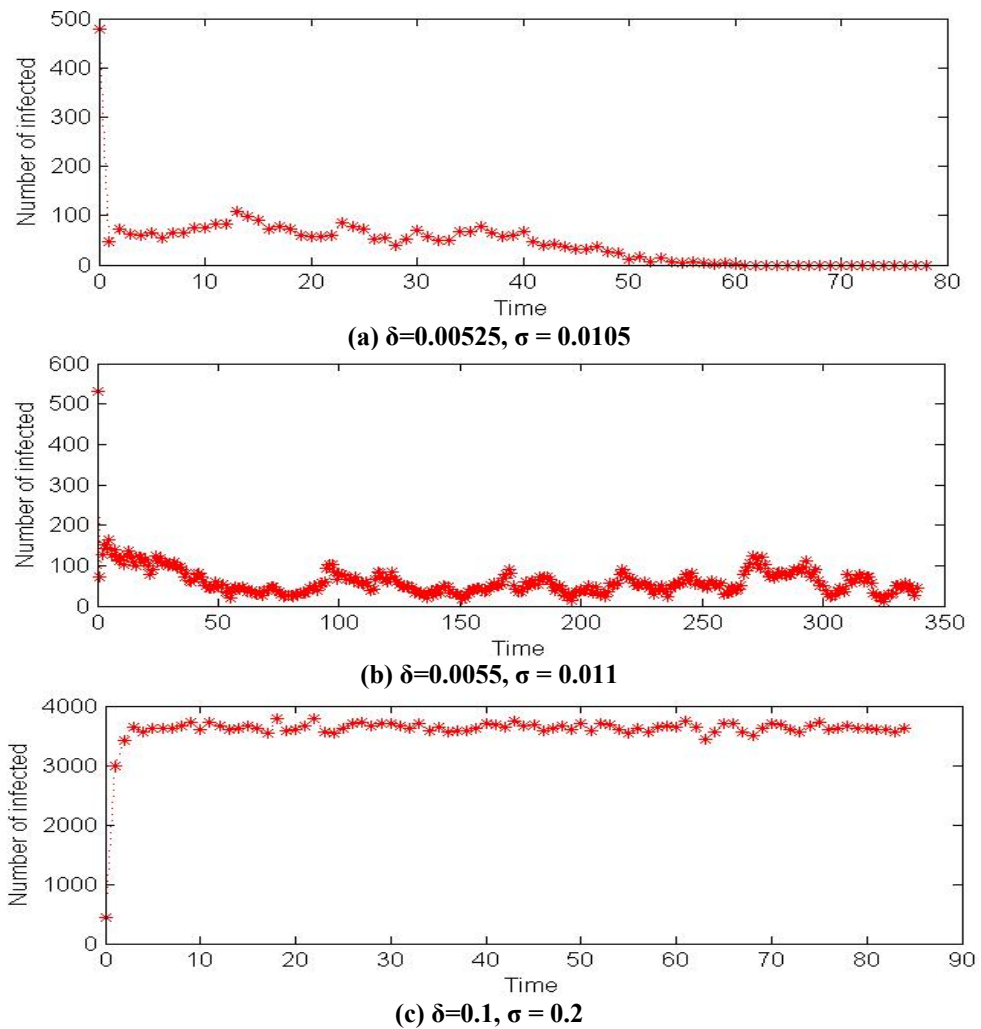 500
400
300
200
100
0
Number of infected
0 10 20 30 40 50 60 70 80
Time
(a) δ=0.00525, σ = 0.0105
600
500
400
300
200
100
0
Number of infected
0 50 100 150 200 250 300 350
Time
(b) δ=0.0055, σ = 0.011
4000
3000
2000
1000
0
Number of infected
0 10 20 30 40 50 60 70 80 90
Time
(c) δ=0.1, σ = 0.2